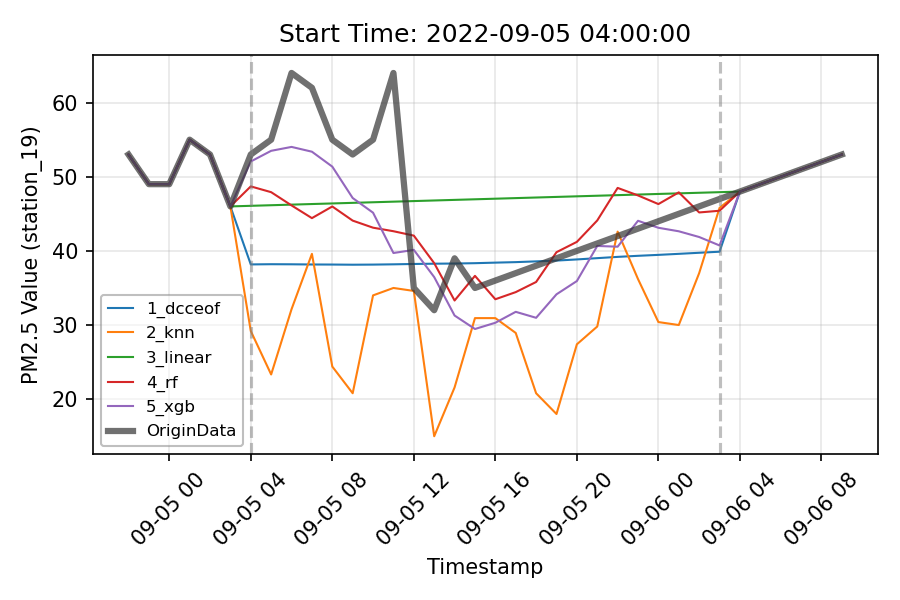 Start Time: 2022-09-05 04:00:00
PM2.5 Value (station_19)
60
50
40
30
20
1_dcceof
2_knn
3_linear
4_rf
5_xgb
OriginData
09-05 00
09-05 04
09-05 08
09-05 12
09-05 16
09-05 20
09-06 00
09-06 04
09-06 08
Timestamp